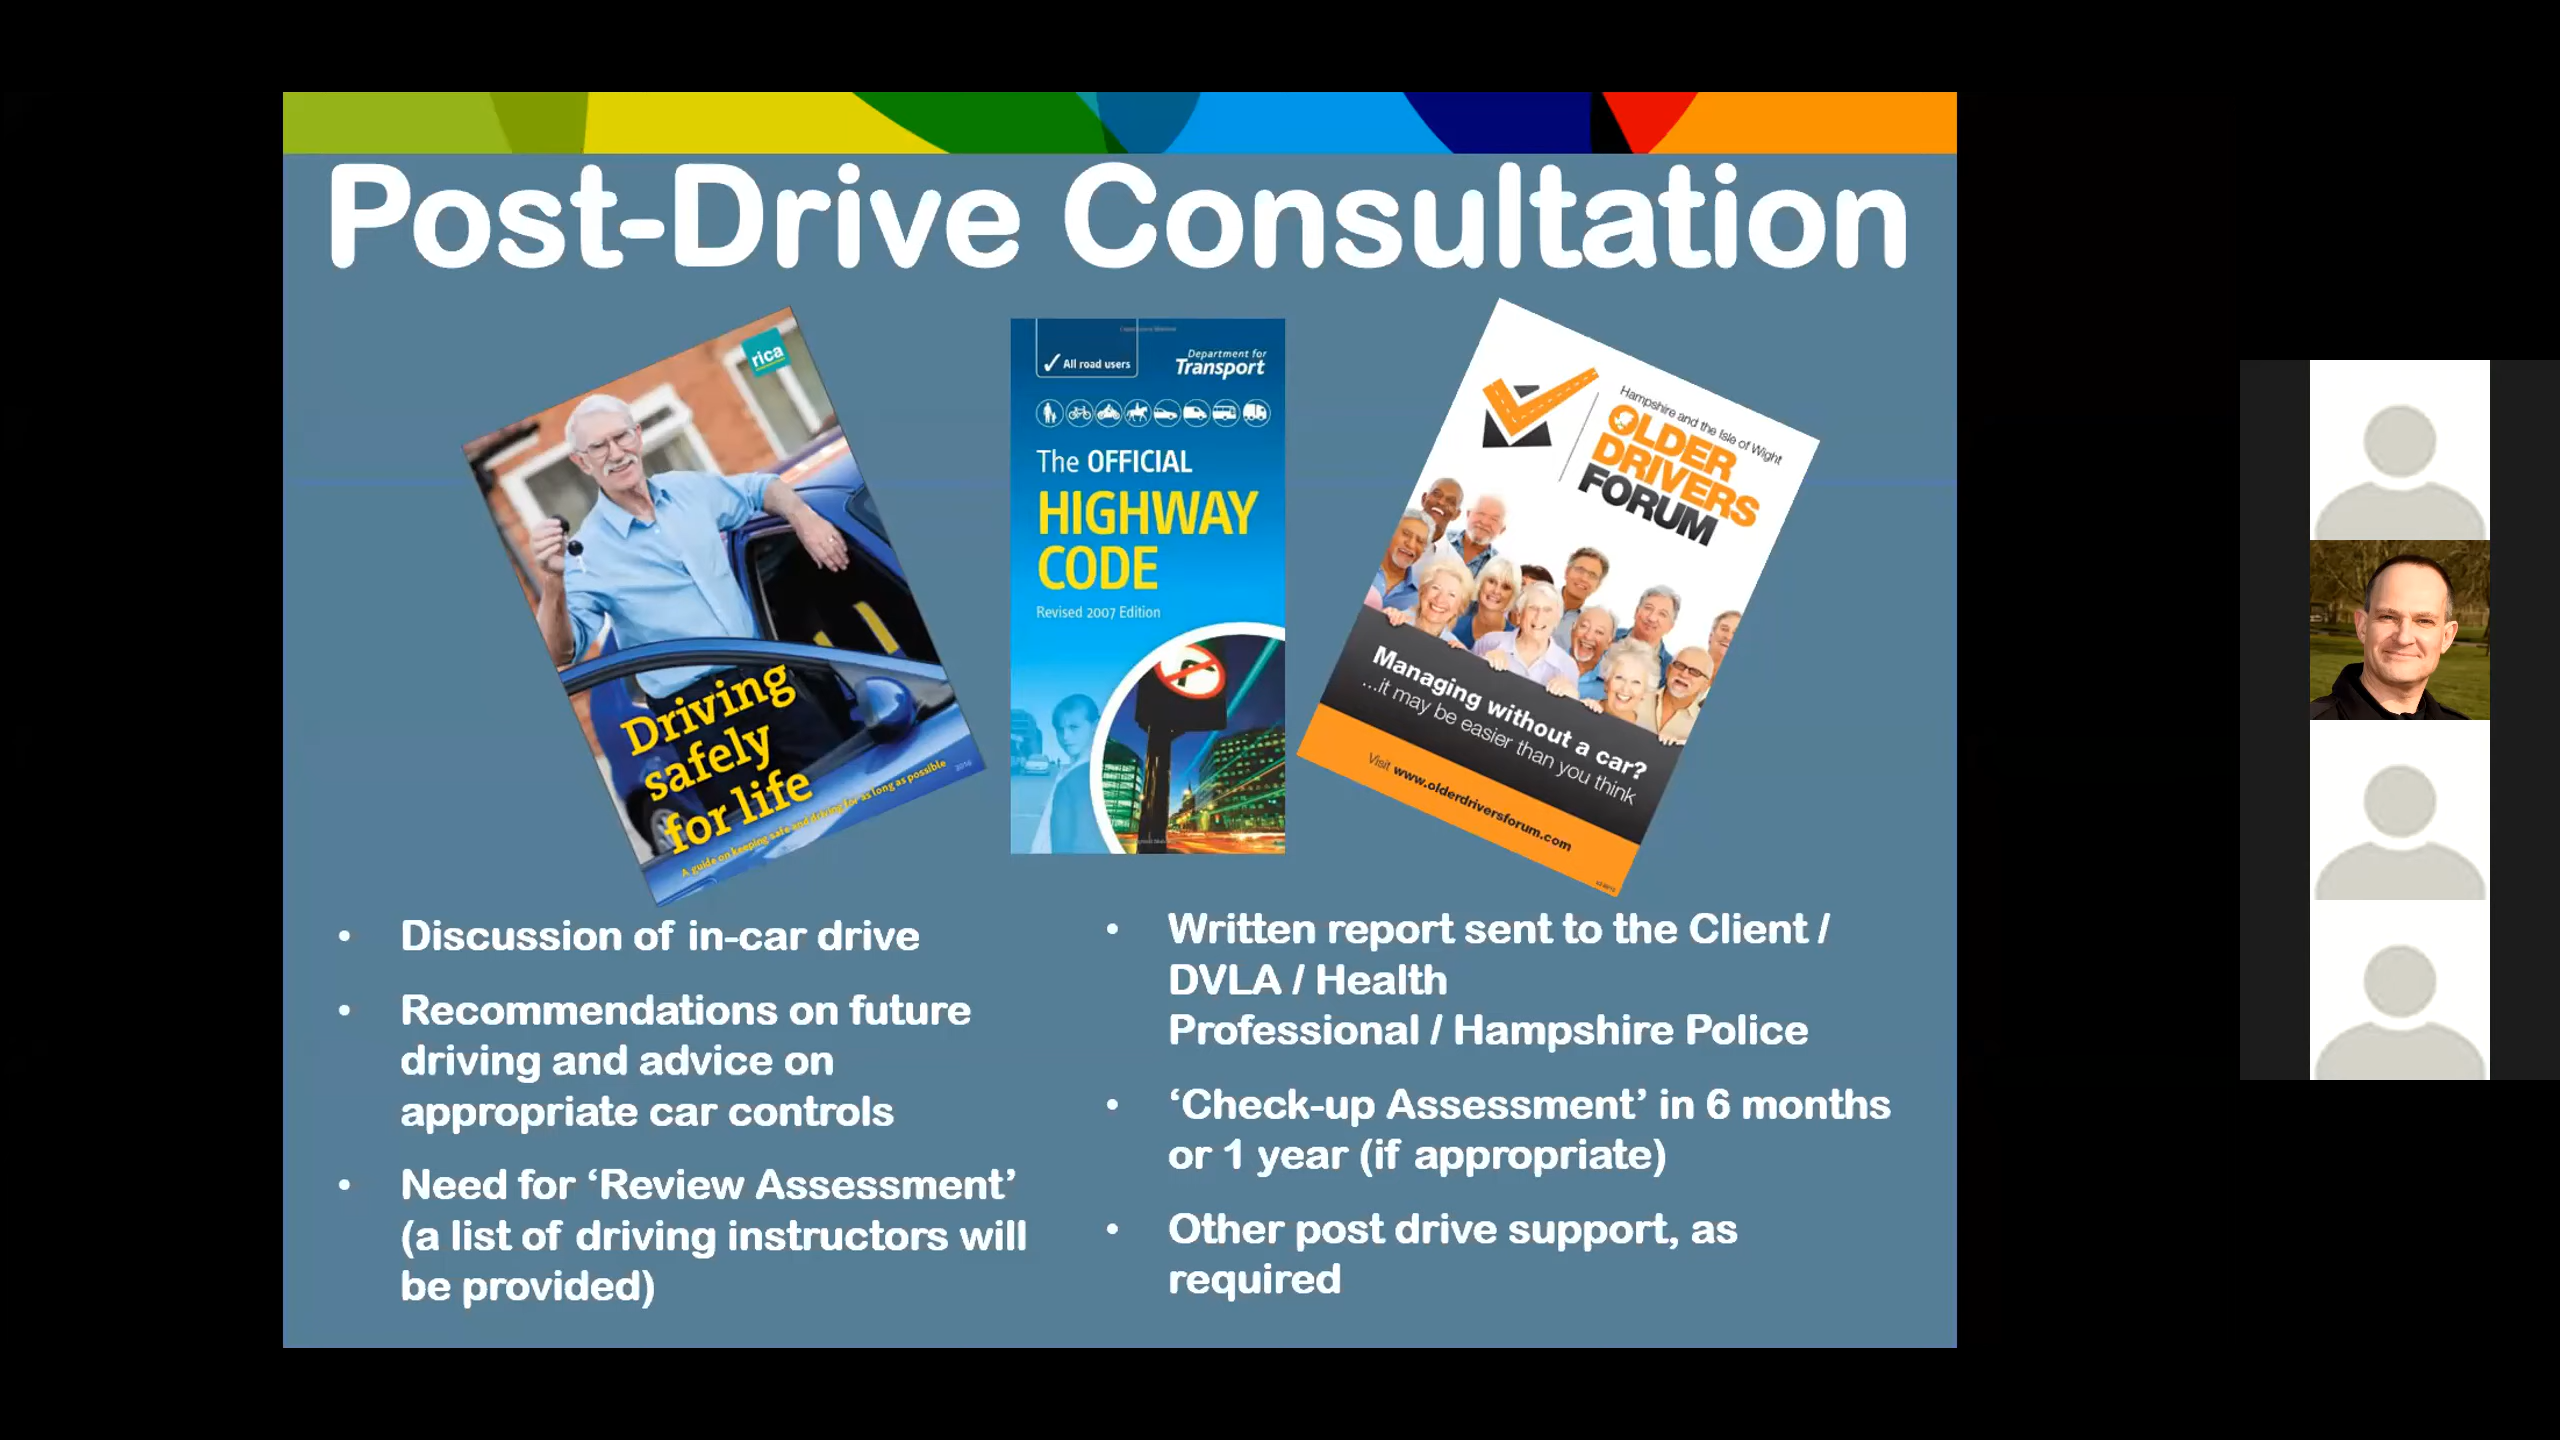 Post-Drive Consultation
rica
Driving
safely
for life
A guide on keeping safe and driving for as long as possible
2016
All road users
Department for
Transport
The OFFICIAL
HIGHWAY
CODE
Revised 2007 Edition
Hampshire and the Isle of Wight
OLDER
DRIVERS
FORUM
Managing without a car?
...it may be easier than you think
Visit www.olderdriversforum.com
• Discussion of in-car drive
• Recommendations on future
driving and advice on
appropriate car controls
• Need for ‘Review Assessment’
(a list of driving instructors will
be provided)
• Written report sent to the Client /
DVLA / Health
Professional / Hampshire Police
• ‘Check-up Assessment’ in 6 months
or 1 year (if appropriate)
• Other post drive support, as
required